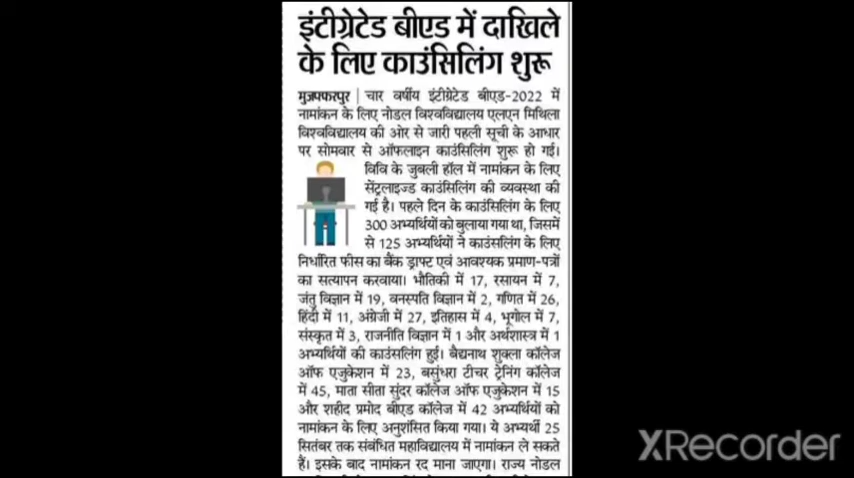 इंटीग्रेटेड बीएड में दाखिले
के लिए काउंसिलिंग शुरू
मुजफ्फरपुर | चार वर्षीय इंटीग्रेटेड बीएड-2022 में
नामांकन के लिए नोडल विश्वविद्यालय एलएन मिथिला
विश्वविद्यालय की ओर से जारी पहली सूची के आधार
पर सोमवार से ऑफलाइन काउंसिलिंग शुरू हो गई।
विवि के जुबली हॉल में नामांकन के लिए
सेंट्रलाइज्ड काउंसिलिंग की व्यवस्था की
गई है। पहले दिन के काउंसिलिंग के लिए
300 अभ्यर्थियों को बुलाया गया था, जिसमें
से 125 अभ्यर्थियों ने काउंसलिंग के लिए
निर्धारित फीस का बैंक ड्राफ्ट एवं आवश्यक प्रमाण-पत्रों
का सत्यापन करवाया। भौतिकी में 17, रसायन में 7,
जंतु विज्ञान में 19, वनस्पति विज्ञान में 2, गणित में 26,
हिंदी में 11, अंग्रेजी में 27, इतिहास में 4, भूगोल में 7,
संस्कृत में 3, राजनीति विज्ञान में 1 और अर्थशास्त्र में 1
अभ्यर्थियों की काउंसलिंग हुई। बैद्यनाथ शुक्ला कॉलेज
ऑफ एजुकेशन में 23, बसुंधरा टीचर ट्रेनिंग कॉलेज
में 45, माता सीता सुंदर कॉलेज ऑफ एजुकेशन में 15
और शहीद प्रमोद बीएड कॉलेज में 42 अभ्यर्थियों को
नामांकन के लिए अनुशंसित किया गया। ये अभ्यर्थी 25
सितंबर तक संबंधित महाविद्यालय में नामांकन ले सकते
हैं। इसके बाद नामांकन रद माना जाएगा। राज्य नोडल
XRecorder